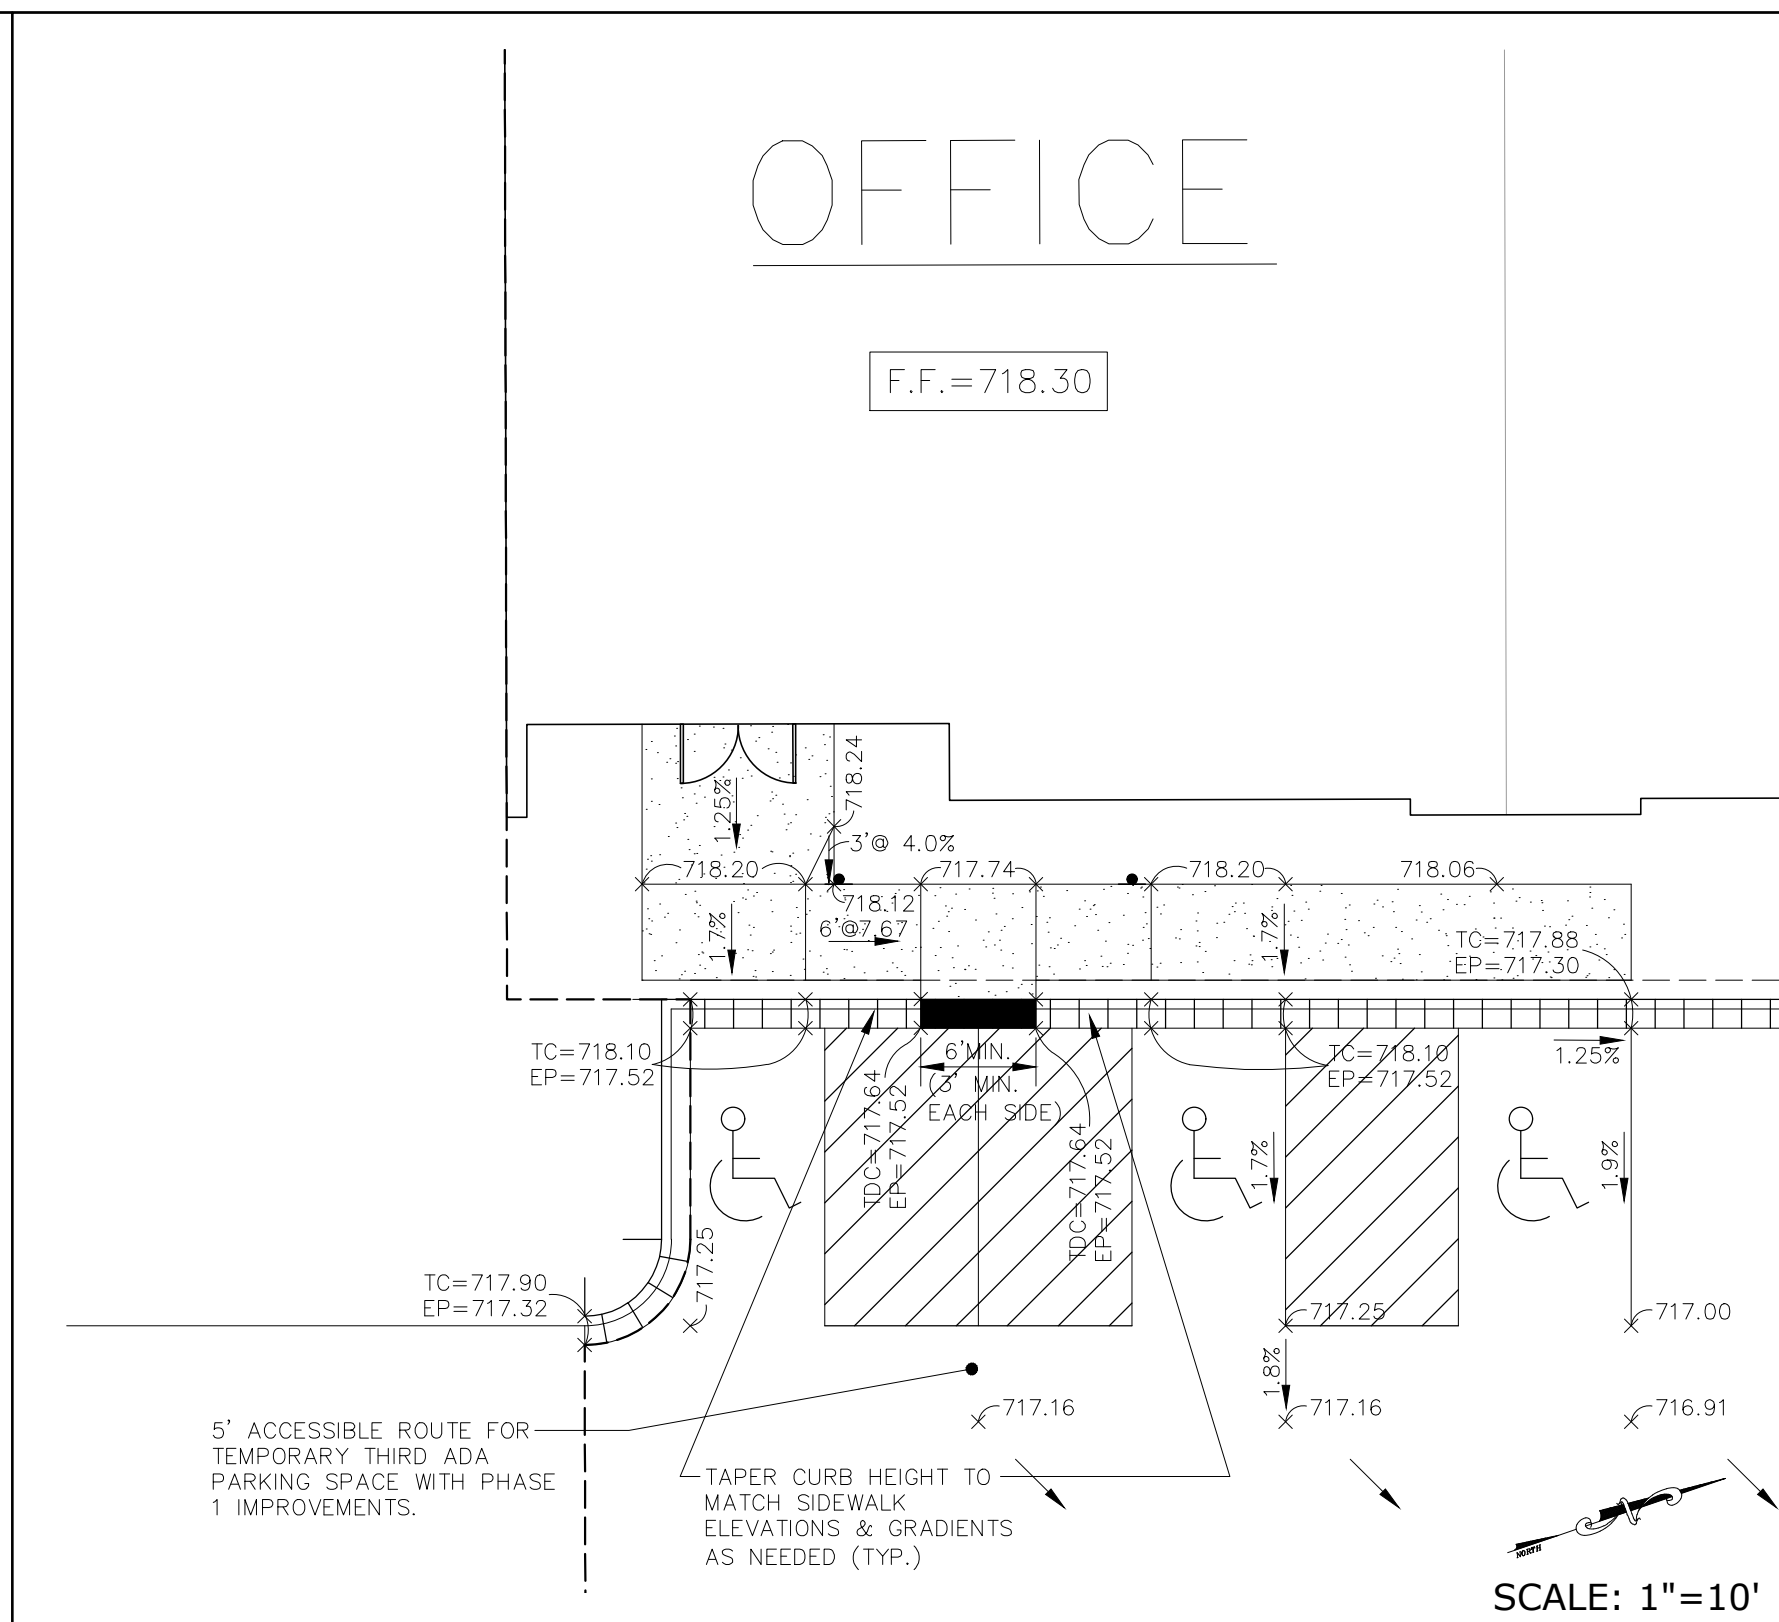 OFFICE
F.F.=718.30
718.24
1.25%
3'@ 4.0%
718.20
717.74
718.20
718.06
718.12
6'@7.67
1.7%
1.7%
TC=717.88
EP=717.30
TC=718.10
EP=717.52
6'MIN.
(3' MIN.
EACH SIDE)
TC=718.10
EP=717.52
1.25%
TDC=717.64
EP=717.52
TDC=717.64
EP=717.52
1.7%
1.9%
717.25
TC=717.90
EP=717.32
717.25
717.00
1.8%
717.16
717.16
716.91
5' ACCESSIBLE ROUTE FOR
TEMPORARY THIRD ADA
PARKING SPACE WITH PHASE
1 IMPROVEMENTS.
TAPER CURB HEIGHT TO
MATCH SIDEWALK
ELEVATIONS & GRADIENTS
AS NEEDED (TYP.)
N
NORTH
SCALE: 1"=10'